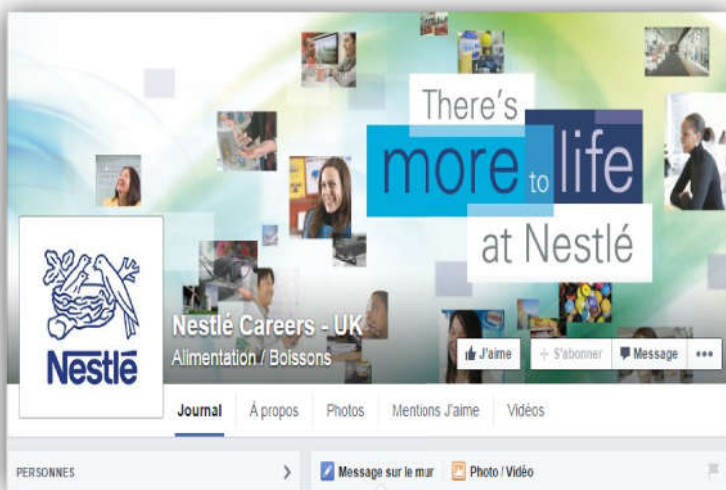 There's
more to life
at Nestlé
Nestlé
Nestlé Careers - UK
Alimentation / Boissons
J'aime
S'abonner
Message
Journal
À propos
Photos
Mentions J'aime
Vidéos
PERSONNES
Message sur le mur
Photo / Vidéo